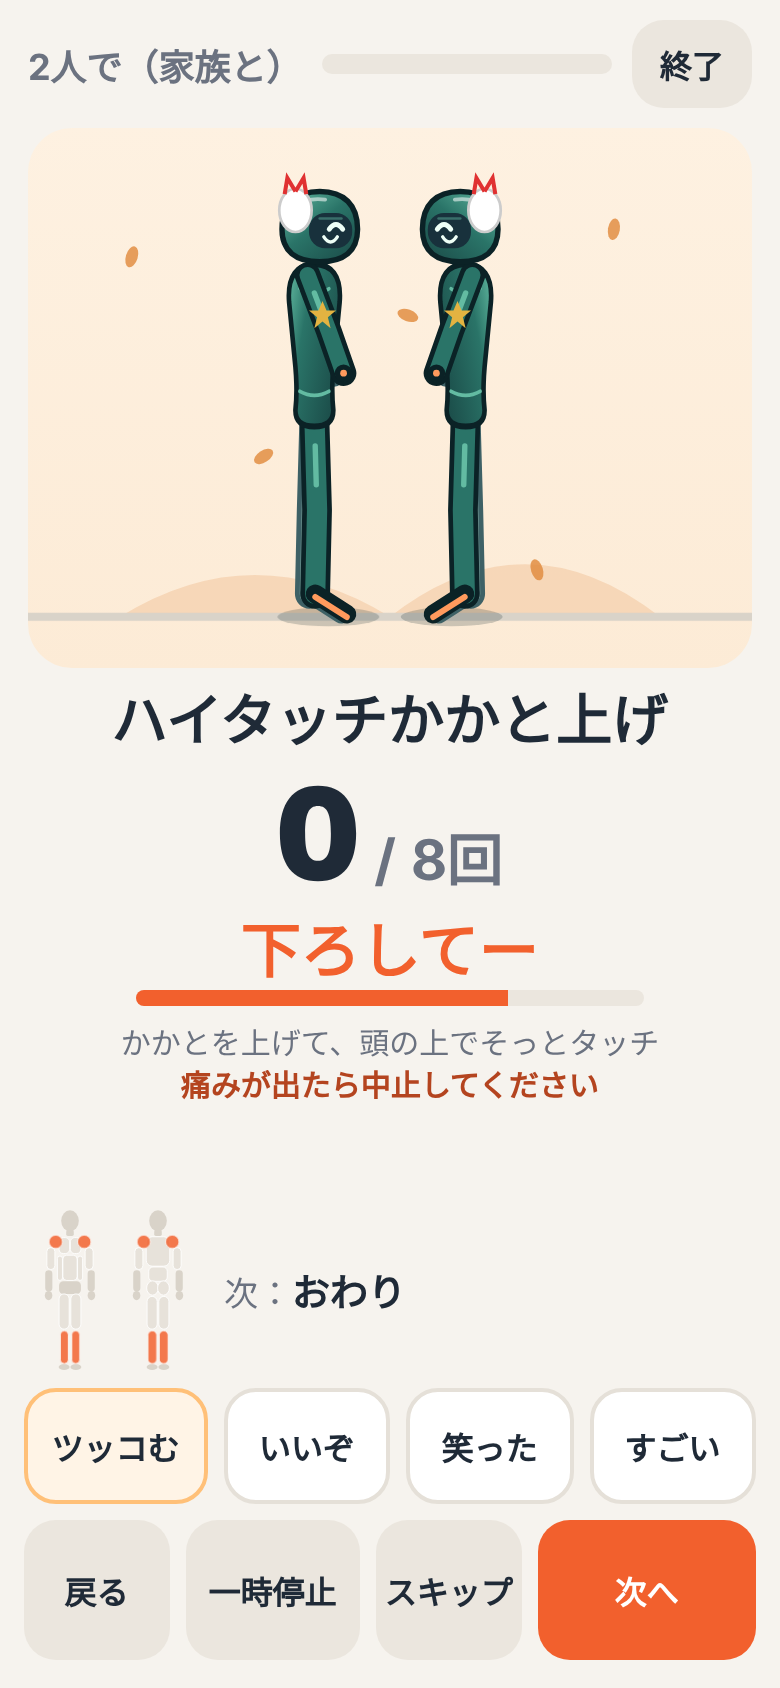 2人で（家族と）
終了
ハイタッチかかと上げ
0 / 8回
下ろしてー
かかとを上げて、頭の上でそっとタッチ
痛みが出たら中止してください
次：おわり
ツッコむ
いいぞ
笑った
すごい
戻る
一時停止
スキップ
次へ